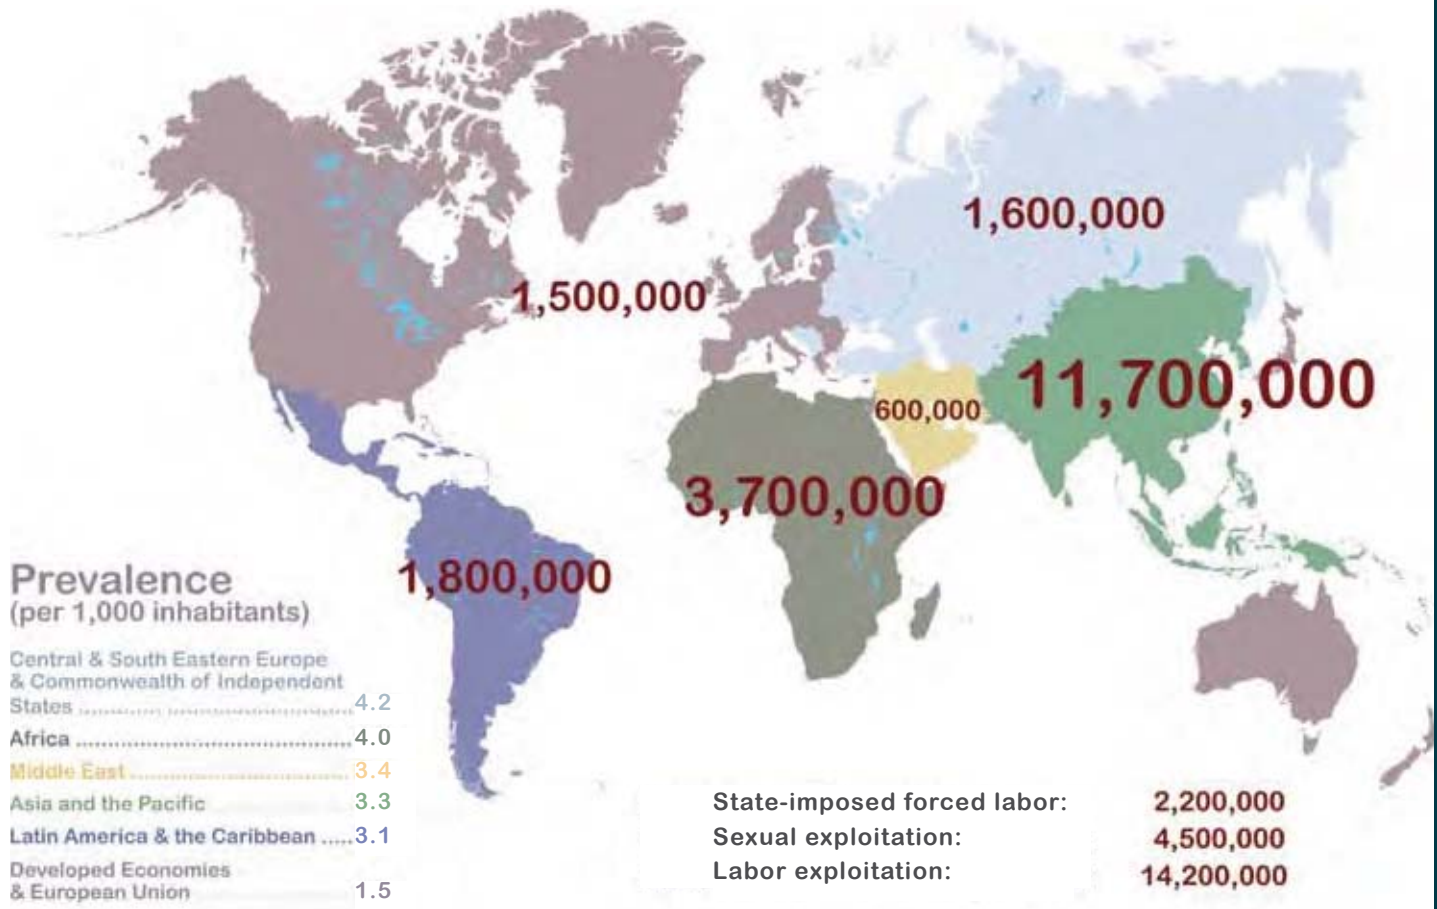 1,600,000
1,500,000
11,700,000
600,000
3,700,000
1,800,000
Prevalence
(per 1,000 inhabitants)
Central & South Eastern Europe
& Commonwealth of Independent
States ........................................ 4.2
Africa ........................................ 4.0
Middle East ................................ 3.4
Asia and the Pacific ................... 3.3
Latin America & the Caribbean ..... 3.1
Developed Economies
& European Union 1.5
State-imposed forced labor: 2,200,000
Sexual exploitation: 4,500,000
Labor exploitation: 14,200,000